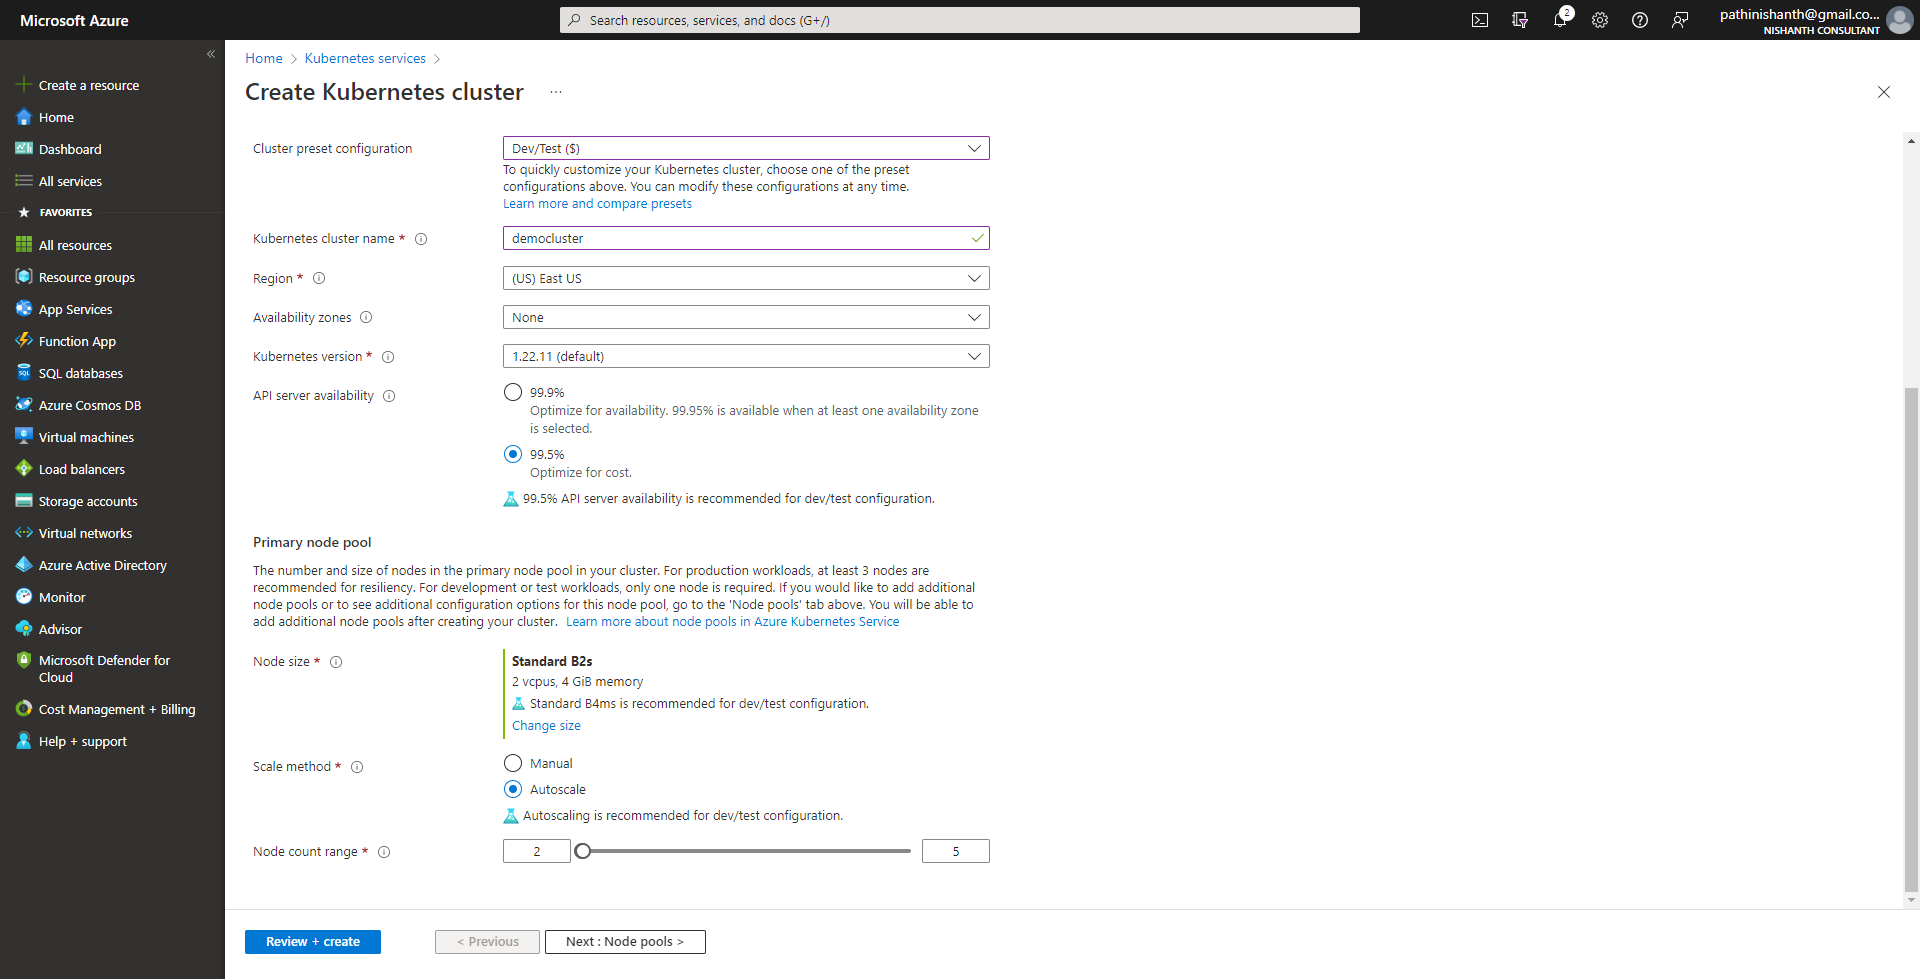 Microsoft Azure
Search resources, services, and docs (G+/)
2
pathinishanth@gmail.co...
NISHANTH CONSULTANT
«
Create a resource
Home
Dashboard
All services
FAVORITES
All resources
Resource groups
App Services
Function App
SQL databases
Azure Cosmos DB
Virtual machines
Load balancers
Storage accounts
Virtual networks
Azure Active Directory
Monitor
Advisor
Microsoft Defender for
Cloud
Cost Management + Billing
Help + support
Home > Kubernetes services >
Create Kubernetes cluster ...
Cluster preset configuration
Dev/Test ($)
To quickly customize your Kubernetes cluster, choose one of the preset
configurations above. You can modify these configurations at any time.
Learn more and compare presets
Kubernetes cluster name *
democluster
Region *
(US) East US
Availability zones
None
Kubernetes version *
1.22.11 (default)
API server availability
99.9%
Optimize for availability. 99.95% is available when at least one availability zone
is selected.
99.5%
Optimize for cost.
99.5% API server availability is recommended for dev/test configuration.
Primary node pool
The number and size of nodes in the primary node pool in your cluster. For production workloads, at least 3 nodes are
recommended for resiliency. For development or test workloads, only one node is required. If you would like to add additional
node pools or to see additional configuration options for this node pool, go to the 'Node pools' tab above. You will be able to
add additional node pools after creating your cluster. Learn more about node pools in Azure Kubernetes Service
Node size *
Standard B2s
2 vcpus, 4 GiB memory
Standard B4ms is recommended for dev/test configuration.
Change size
Scale method *
Manual
Autoscale
Autoscaling is recommended for dev/test configuration.
Node count range *
2
5
Review + create
< Previous
Next : Node pools >